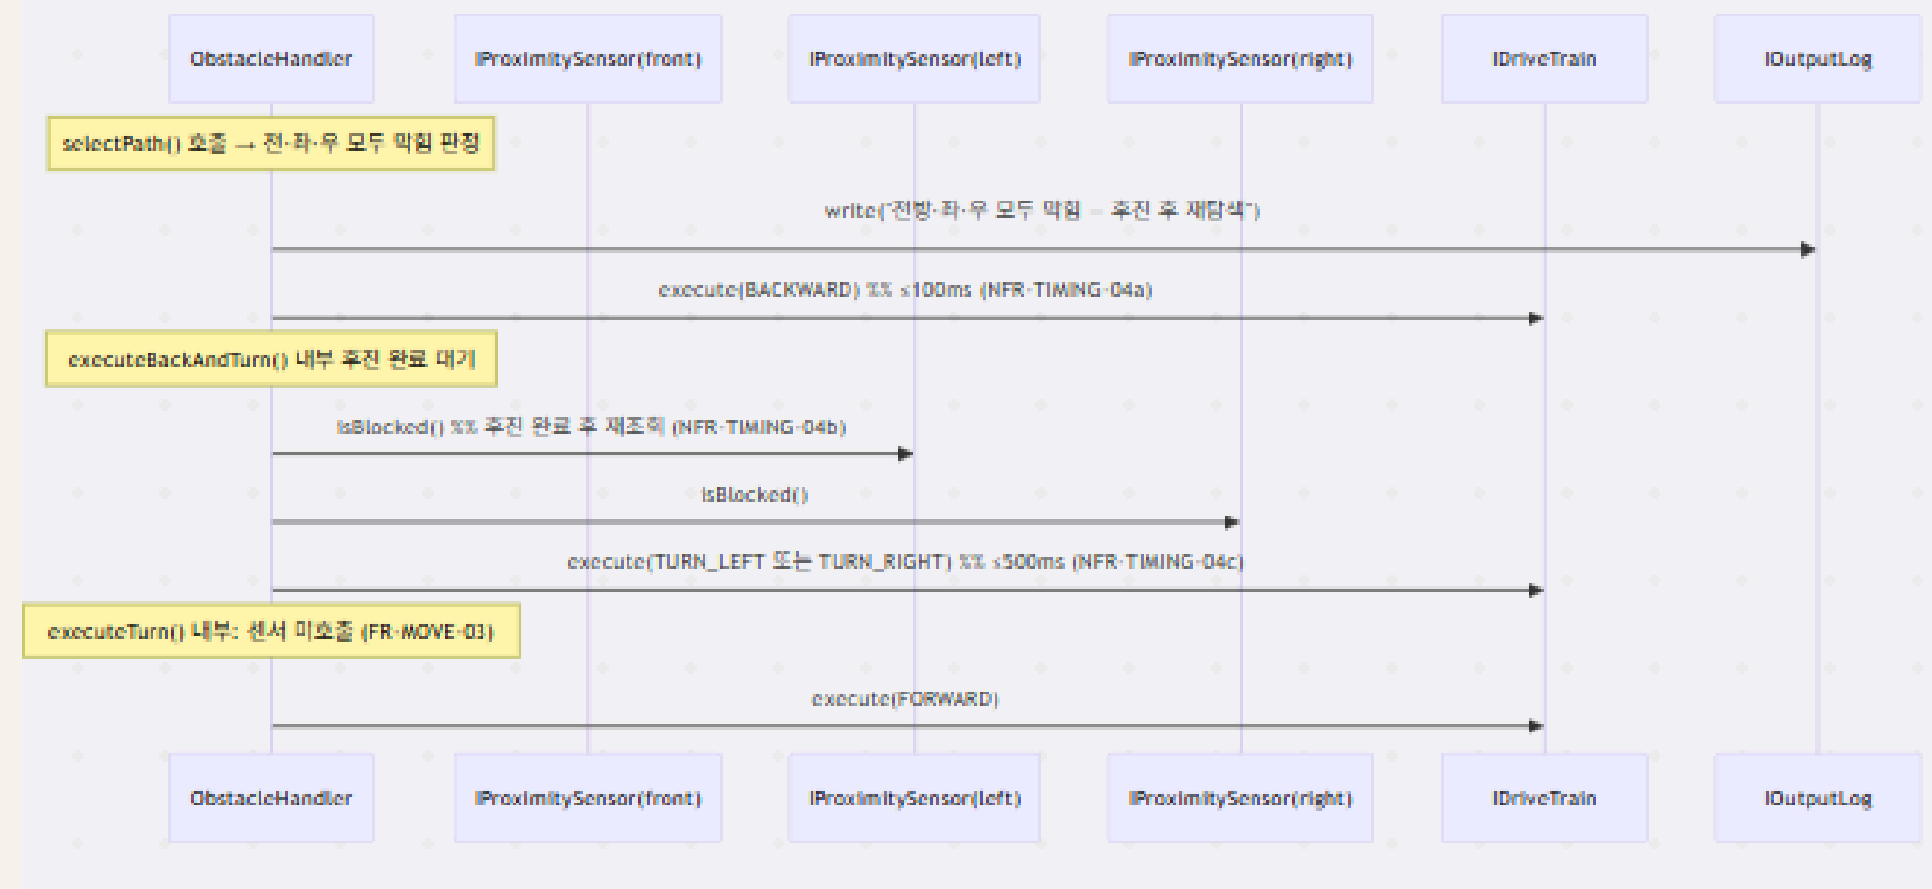 ObstacleHandler
IProximitySensor(front)
IProximitySensor(left)
IProximitySensor(right)
IDriveTrain
IOutputLog
selectPath() 호출 → 전·좌·우 모두 막힘 판정
write("전방·좌·우 모두 막힘 — 후진 후 재탐색")
execute(BACKWARD) %% ≤100ms (NFR-TIMING-04a)
executeBackAndTurn() 내부 후진 완료 대기
isBlocked() %% 후진 완료 후 재조회 (NFR-TIMING-04b)
isBlocked()
execute(TURN_LEFT 또는 TURN_RIGHT) %% ≤500ms (NFR-TIMING-04c)
executeTurn() 내부: 센서 미호출 (FR-MOVE-03)
execute(FORWARD)
ObstacleHandler
IProximitySensor(front)
IProximitySensor(left)
IProximitySensor(right)
IDriveTrain
IOutputLog